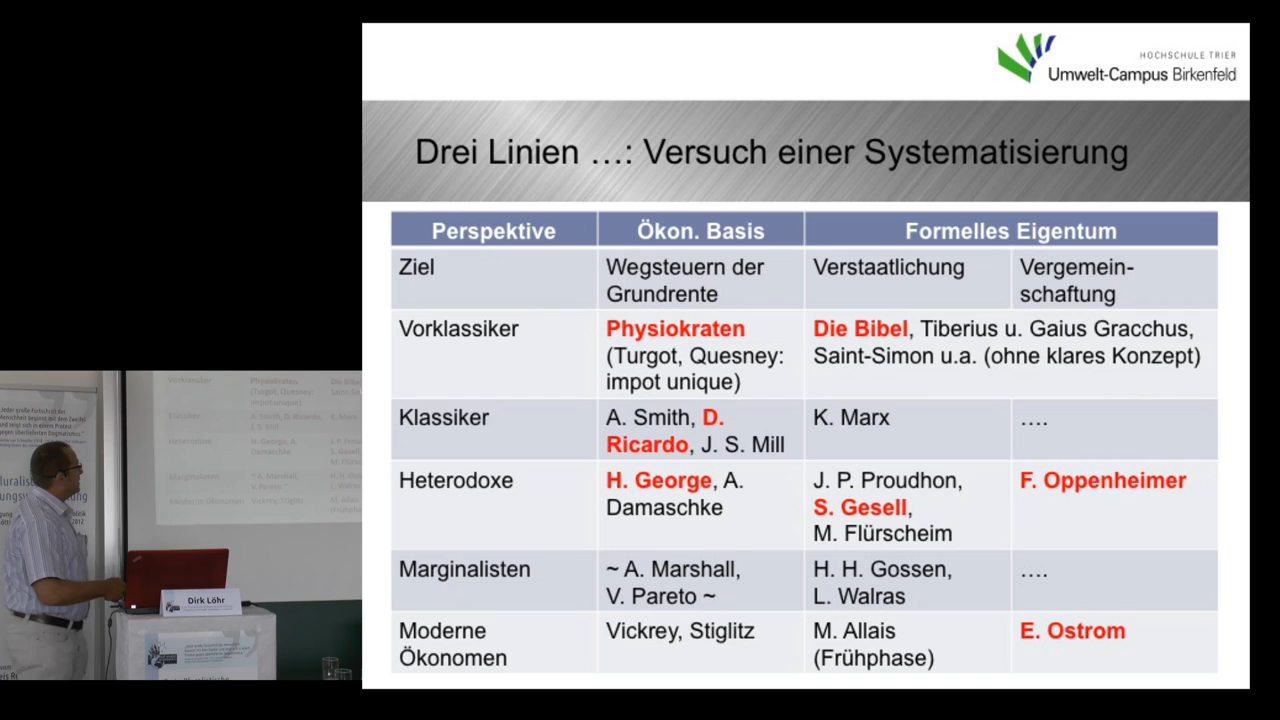 HOCHSCHULE TRIER
Umwelt-Campus Birkenfeld
Drei Linien …: Versuch einer Systematisierung
Perspektive Ökon. Basis Formelles Eigentum
Ziel Wegsteuern der Verstaatlichung Vergemein-
Grundrente schaftung
Vorklassiker Physiokraten Die Bibel, Tiberius u. Gaius Gracchus,
(Turgot, Quesney: Saint-Simon u.a. (ohne klares Konzept)
impot unique)
Klassiker A. Smith, D. K. Marx ….
Ricardo, J. S. Mill
Heterodoxe H. George, A. J. P. Proudhon, F. Oppenheimer
Damaschke S. Gesell,
M. Flürscheim
Marginalisten ~ A. Marshall, H. H. Gossen, ….
V. Pareto ~ L. Walras
Moderne Vickrey, Stiglitz M. Allais E. Ostrom
Ökonomen (Frühphase)
Dirk Löhr